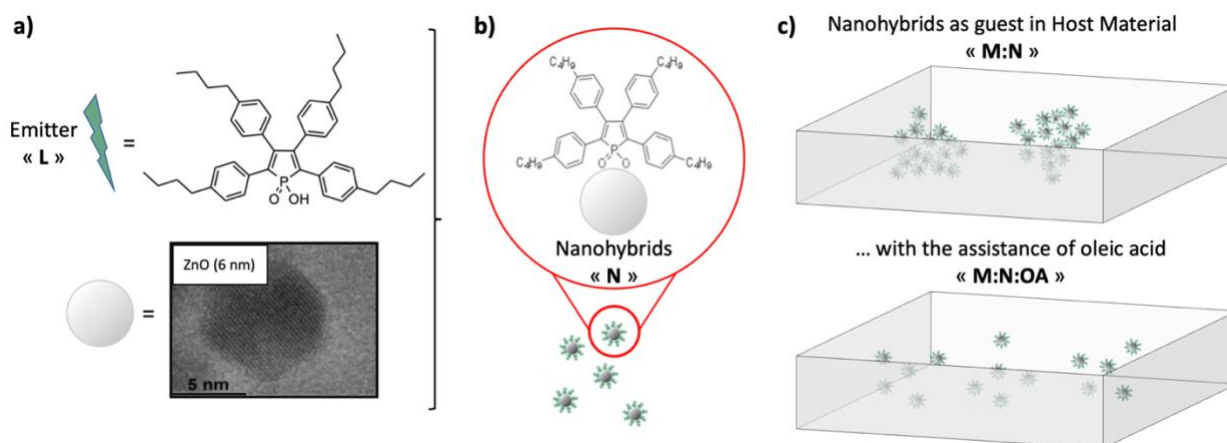 a)
Emitter
« L »
=
P
O
OH
=
ZnO (6 nm)
5 nm
b)
C₄H₉
C₄H₉
C₄H₉
C₄H₉
P
O
O
Nanohybrids
« N »
c)
Nanohybrids as guest in Host Material
« M:N »
... with the assistance of oleic acid
« M:N:OA »